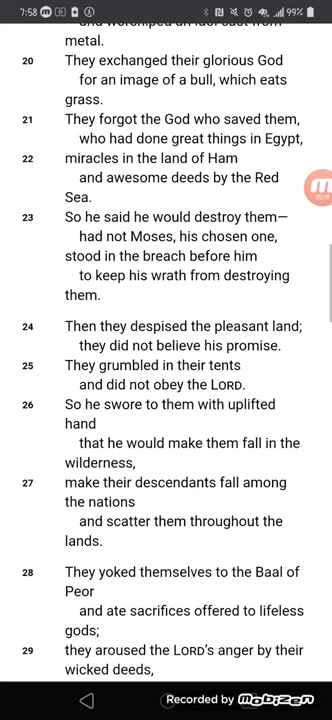 7:58
4G
99%
and worshiped an idol cast from
metal.
20 They exchanged their glorious God
for an image of a bull, which eats
grass.
21 They forgot the God who saved them,
who had done great things in Egypt,
22 miracles in the land of Ham
and awesome deeds by the Red
Sea.
23 So he said he would destroy them—
had not Moses, his chosen one,
stood in the breach before him
to keep his wrath from destroying
them.
24 Then they despised the pleasant land;
they did not believe his promise.
25 They grumbled in their tents
and did not obey the LORD.
26 So he swore to them with uplifted
hand
that he would make them fall in the
wilderness,
27 make their descendants fall among
the nations
and scatter them throughout the
lands.
28 They yoked themselves to the Baal of
Peor
and ate sacrifices offered to lifeless
gods;
29 they aroused the LORD's anger by their
wicked deeds,
Recorded by mobizen